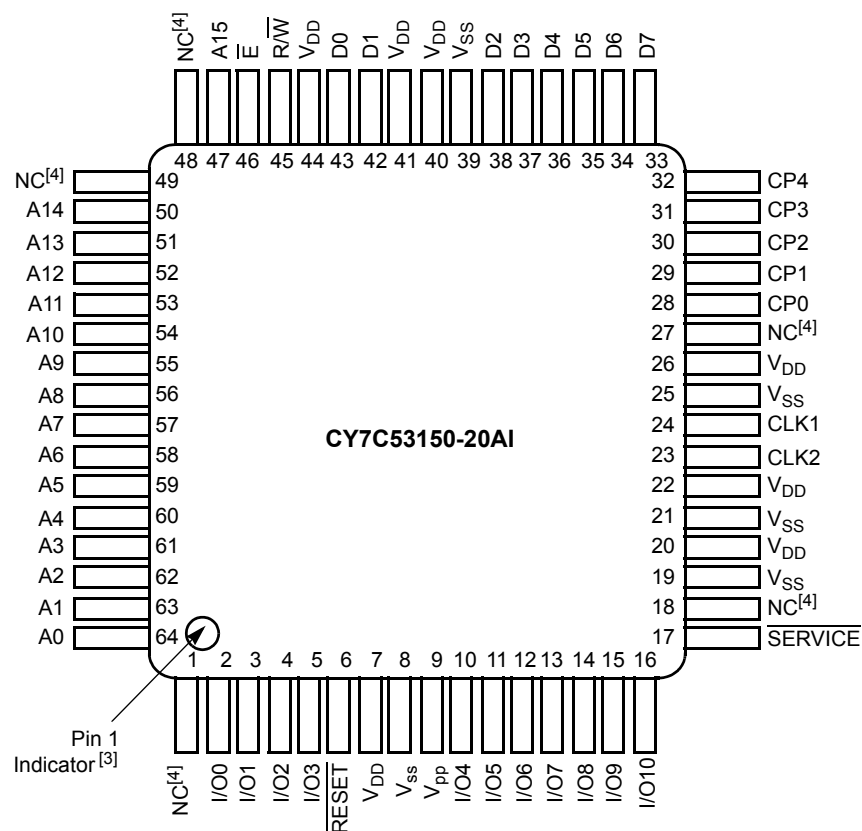 NC[4]
A15
E
R/W
VDD
D0
D1
VDD
VDD
VSS
D2
D3
D4
D5
D6
D7
48 47 46 45 44 43 42 41 40 39 38 37 36 35 34 33
NC[4] 49 32 CP4
A14 50 31 CP3
A13 51 30 CP2
A12 52 29 CP1
A11 53 28 CP0
A10 54 27 NC[4]
A9 55 26 VDD
A8 56 25 VSS
A7 57 24 CLK1
CY7C53150-20AI
A6 58 23 CLK2
A5 59 22 VDD
A4 60 21 VSS
A3 61 20 VDD
A2 62 19 VSS
A1 63 18 NC[4]
A0 64 17 SERVICE
1 2 3 4 5 6 7 8 9 10 11 12 13 14 15 16
Pin 1
Indicator [3]
NC[4]
I/O0
I/O1
I/O2
I/O3
RESET
VDD
Vss
Vpp
I/O4
I/O5
I/O6
I/O7
I/O8
I/O9
I/O10